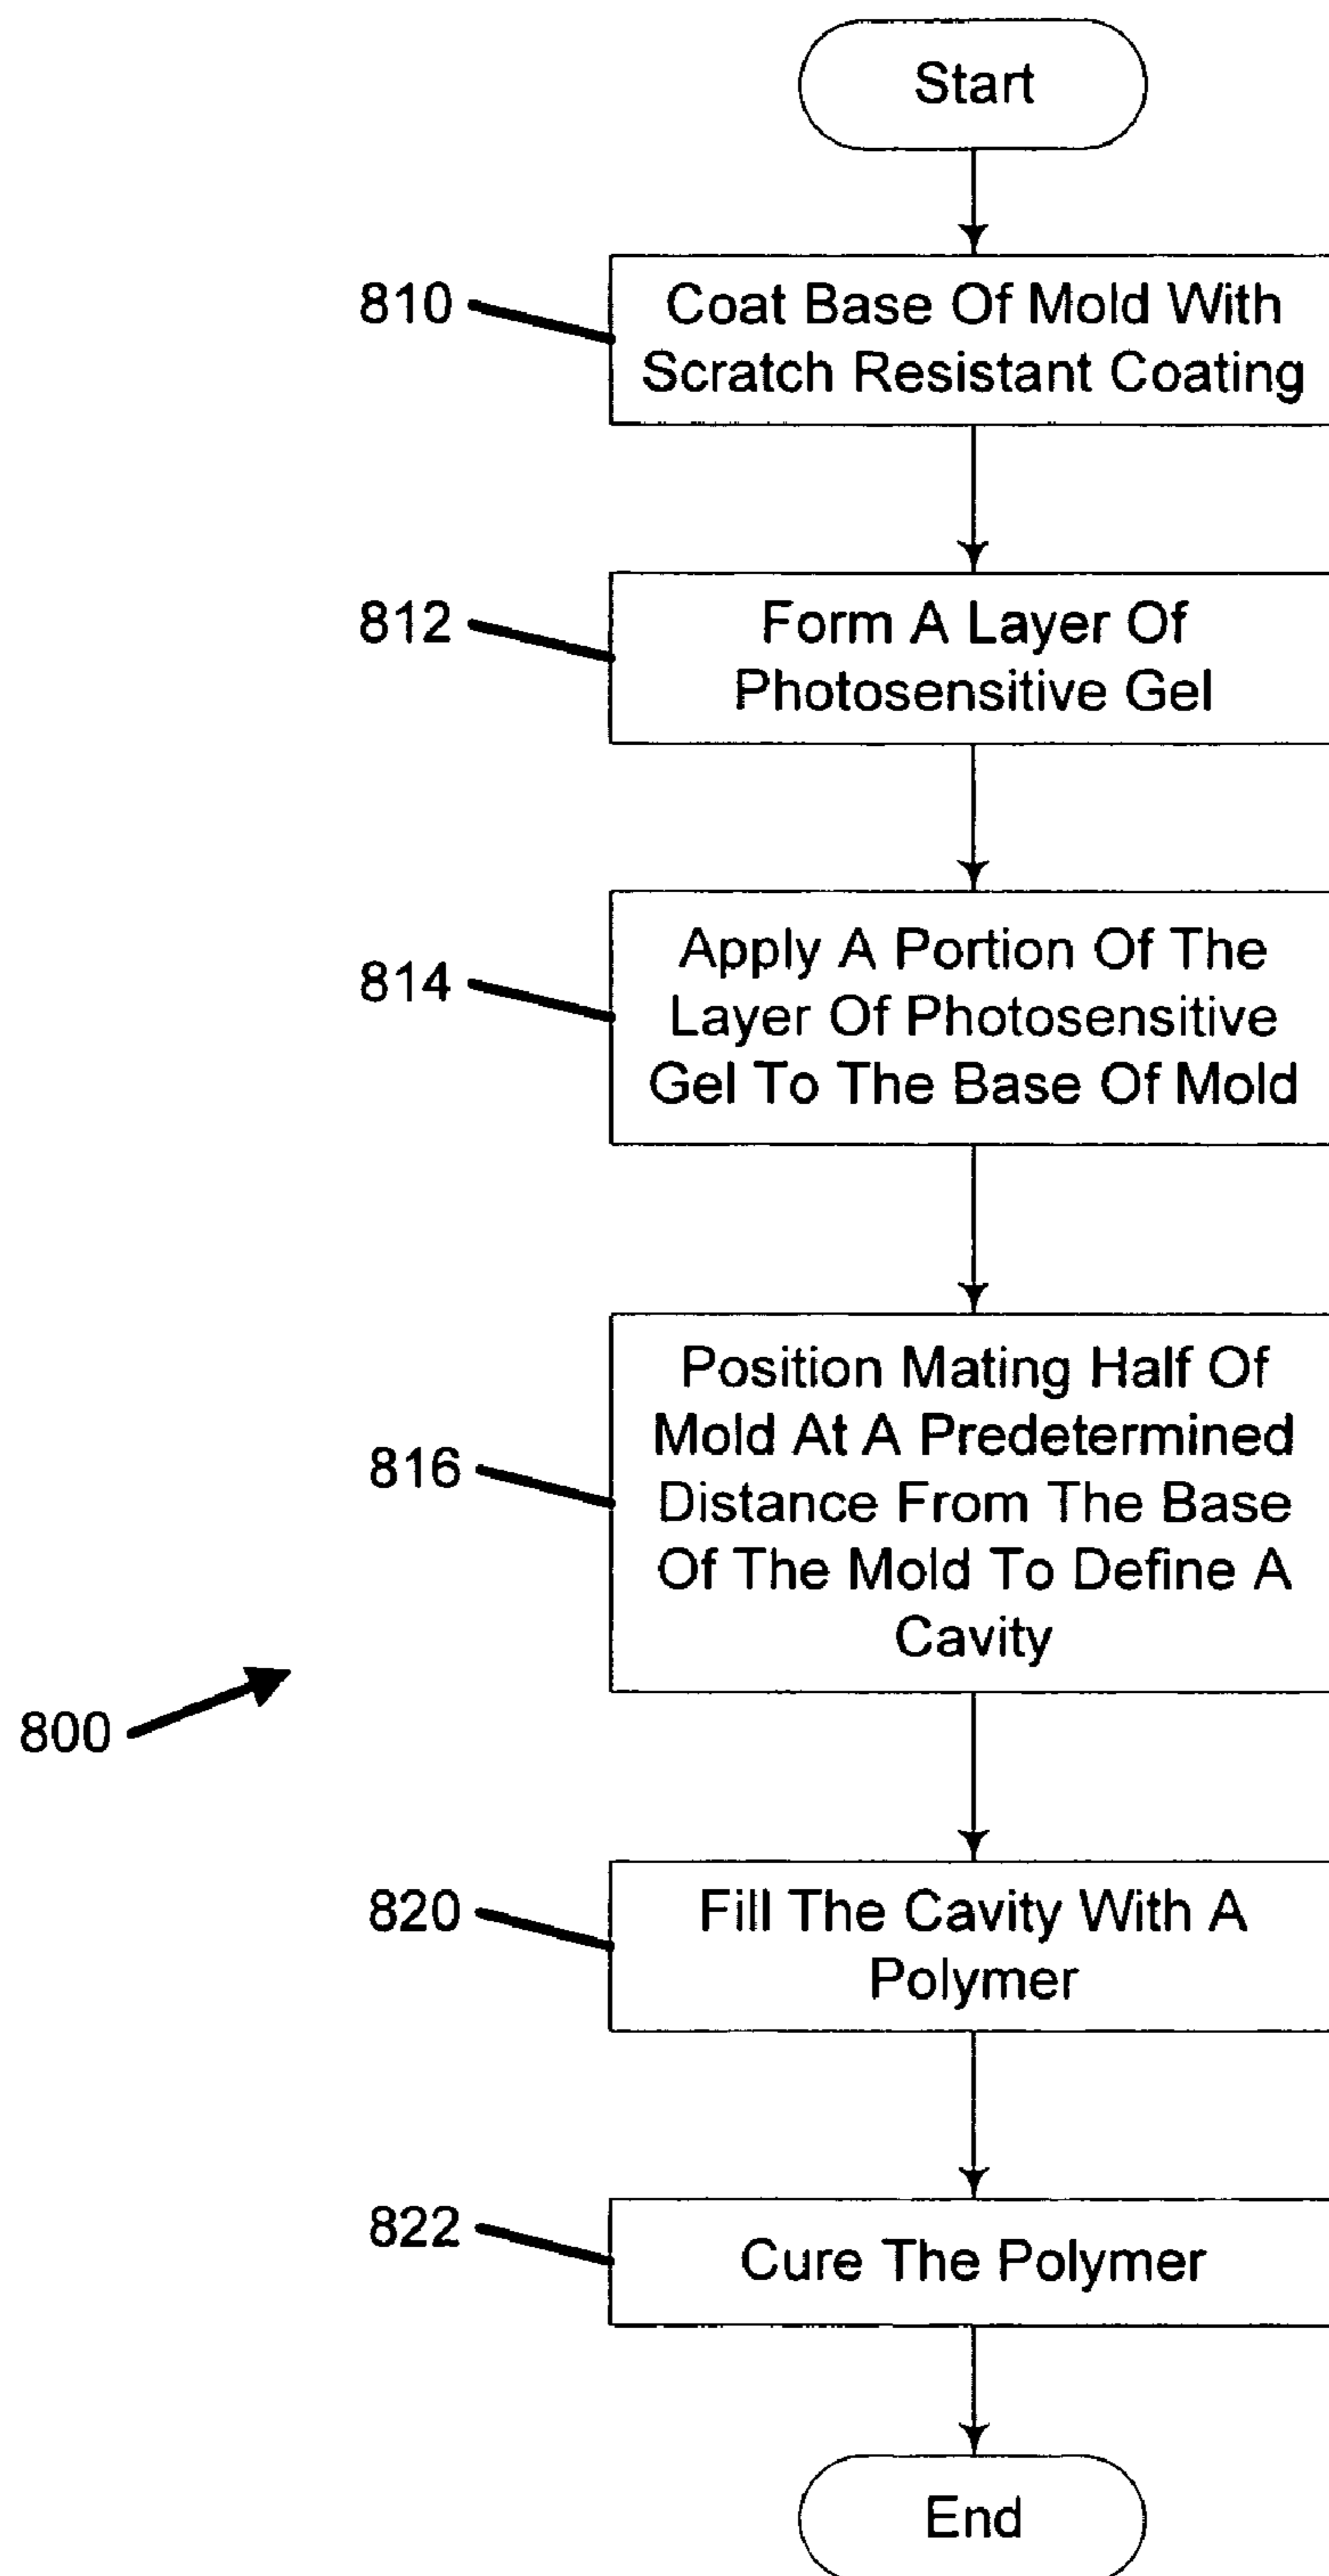 Start
810
Coat Base Of Mold With
Scratch Resistant Coating
812
Form A Layer Of
Photosensitive Gel
814
Apply A Portion Of The
Layer Of Photosensitive
Gel To The Base Of Mold
816
Position Mating Half Of
Mold At A Predetermined
Distance From The Base
Of The Mold To Define A
Cavity
800
820
Fill The Cavity With A
Polymer
822
Cure The Polymer
End